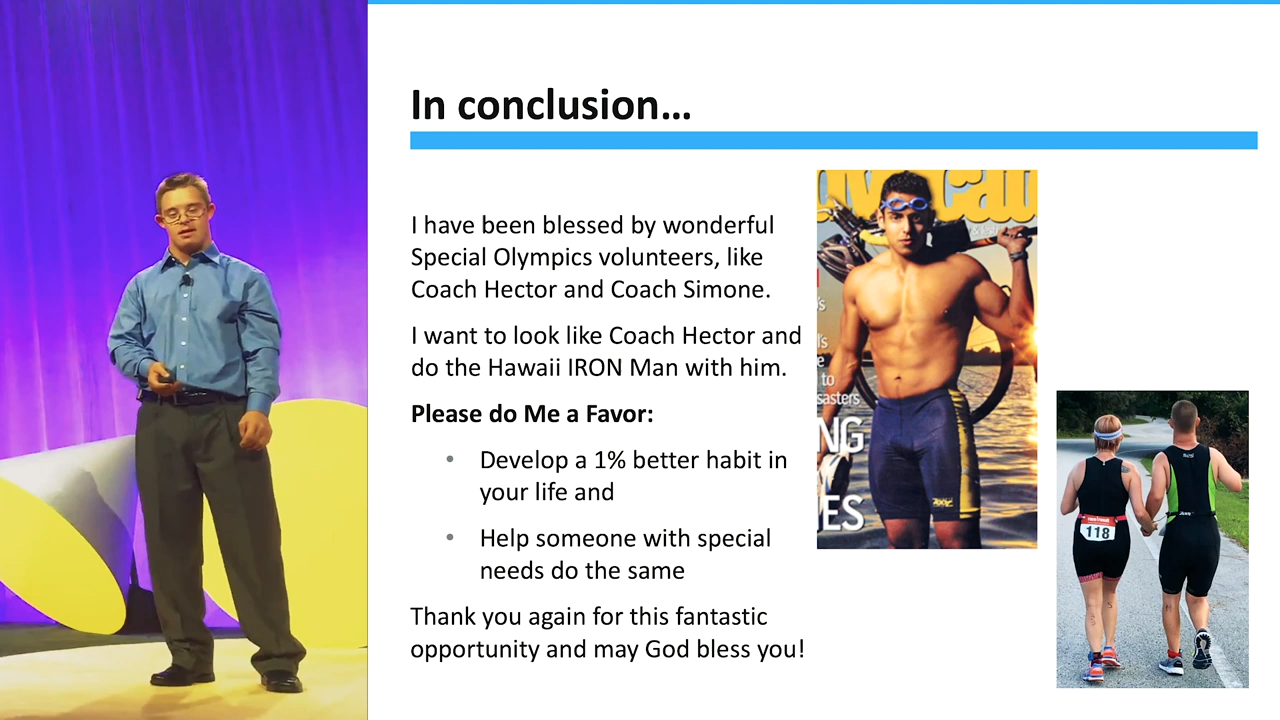 In conclusion…
I have been blessed by wonderful
Special Olympics volunteers, like
Coach Hector and Coach Simone.
I want to look like Coach Hector and
do the Hawaii IRON Man with him.
Please do Me a Favor:
• Develop a 1% better habit in
your life and
• Help someone with special
needs do the same
Thank you again for this fantastic
opportunity and may God bless you!
to
118